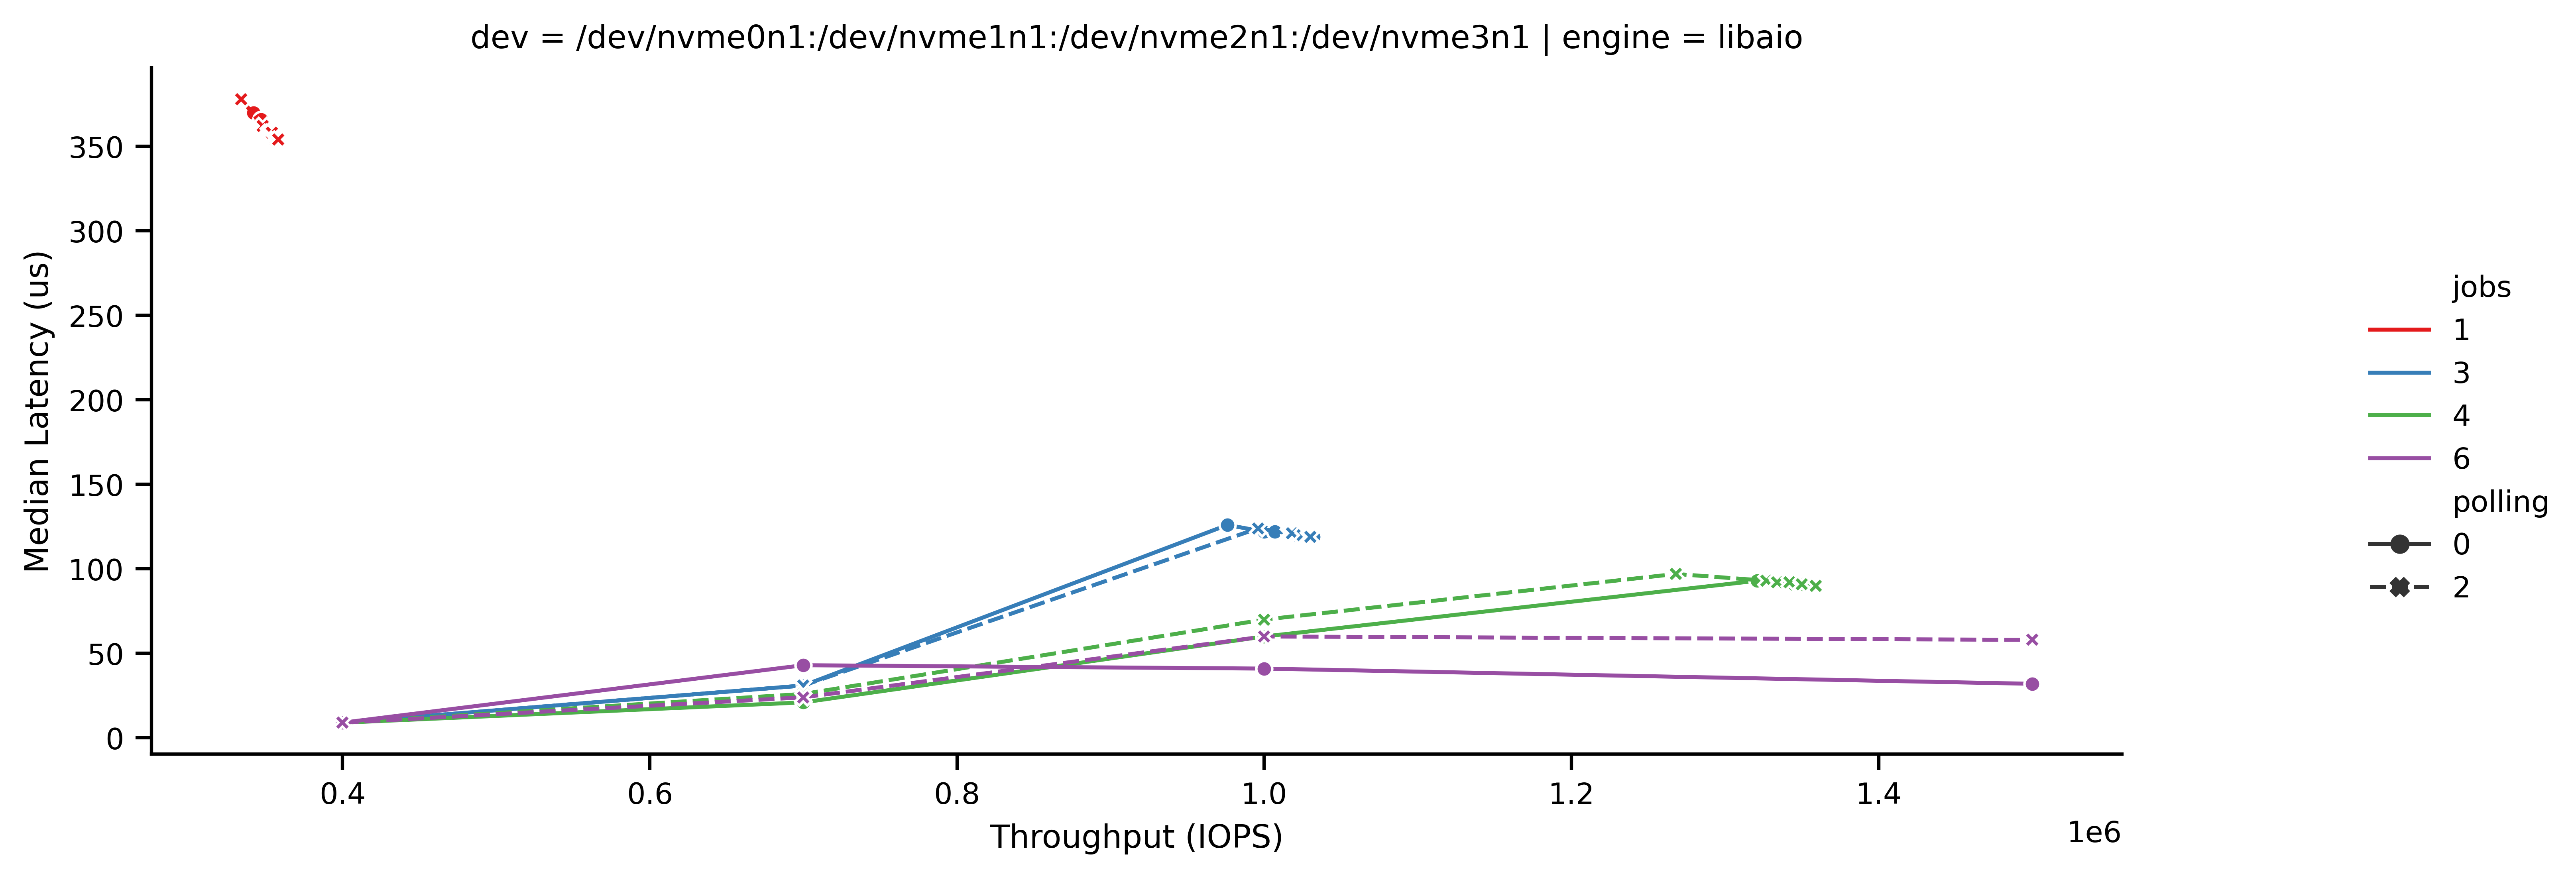 dev = /dev/nvme0n1:/dev/nvme1n1:/dev/nvme2n1:/dev/nvme3n1 | engine = libaio
Median Latency (us)
350
300
250
200
150
100
50
0
0.4 0.6 0.8 1.0 1.2 1.4
Throughput (IOPS)
1e6
jobs
1
3
4
6
polling
0
2